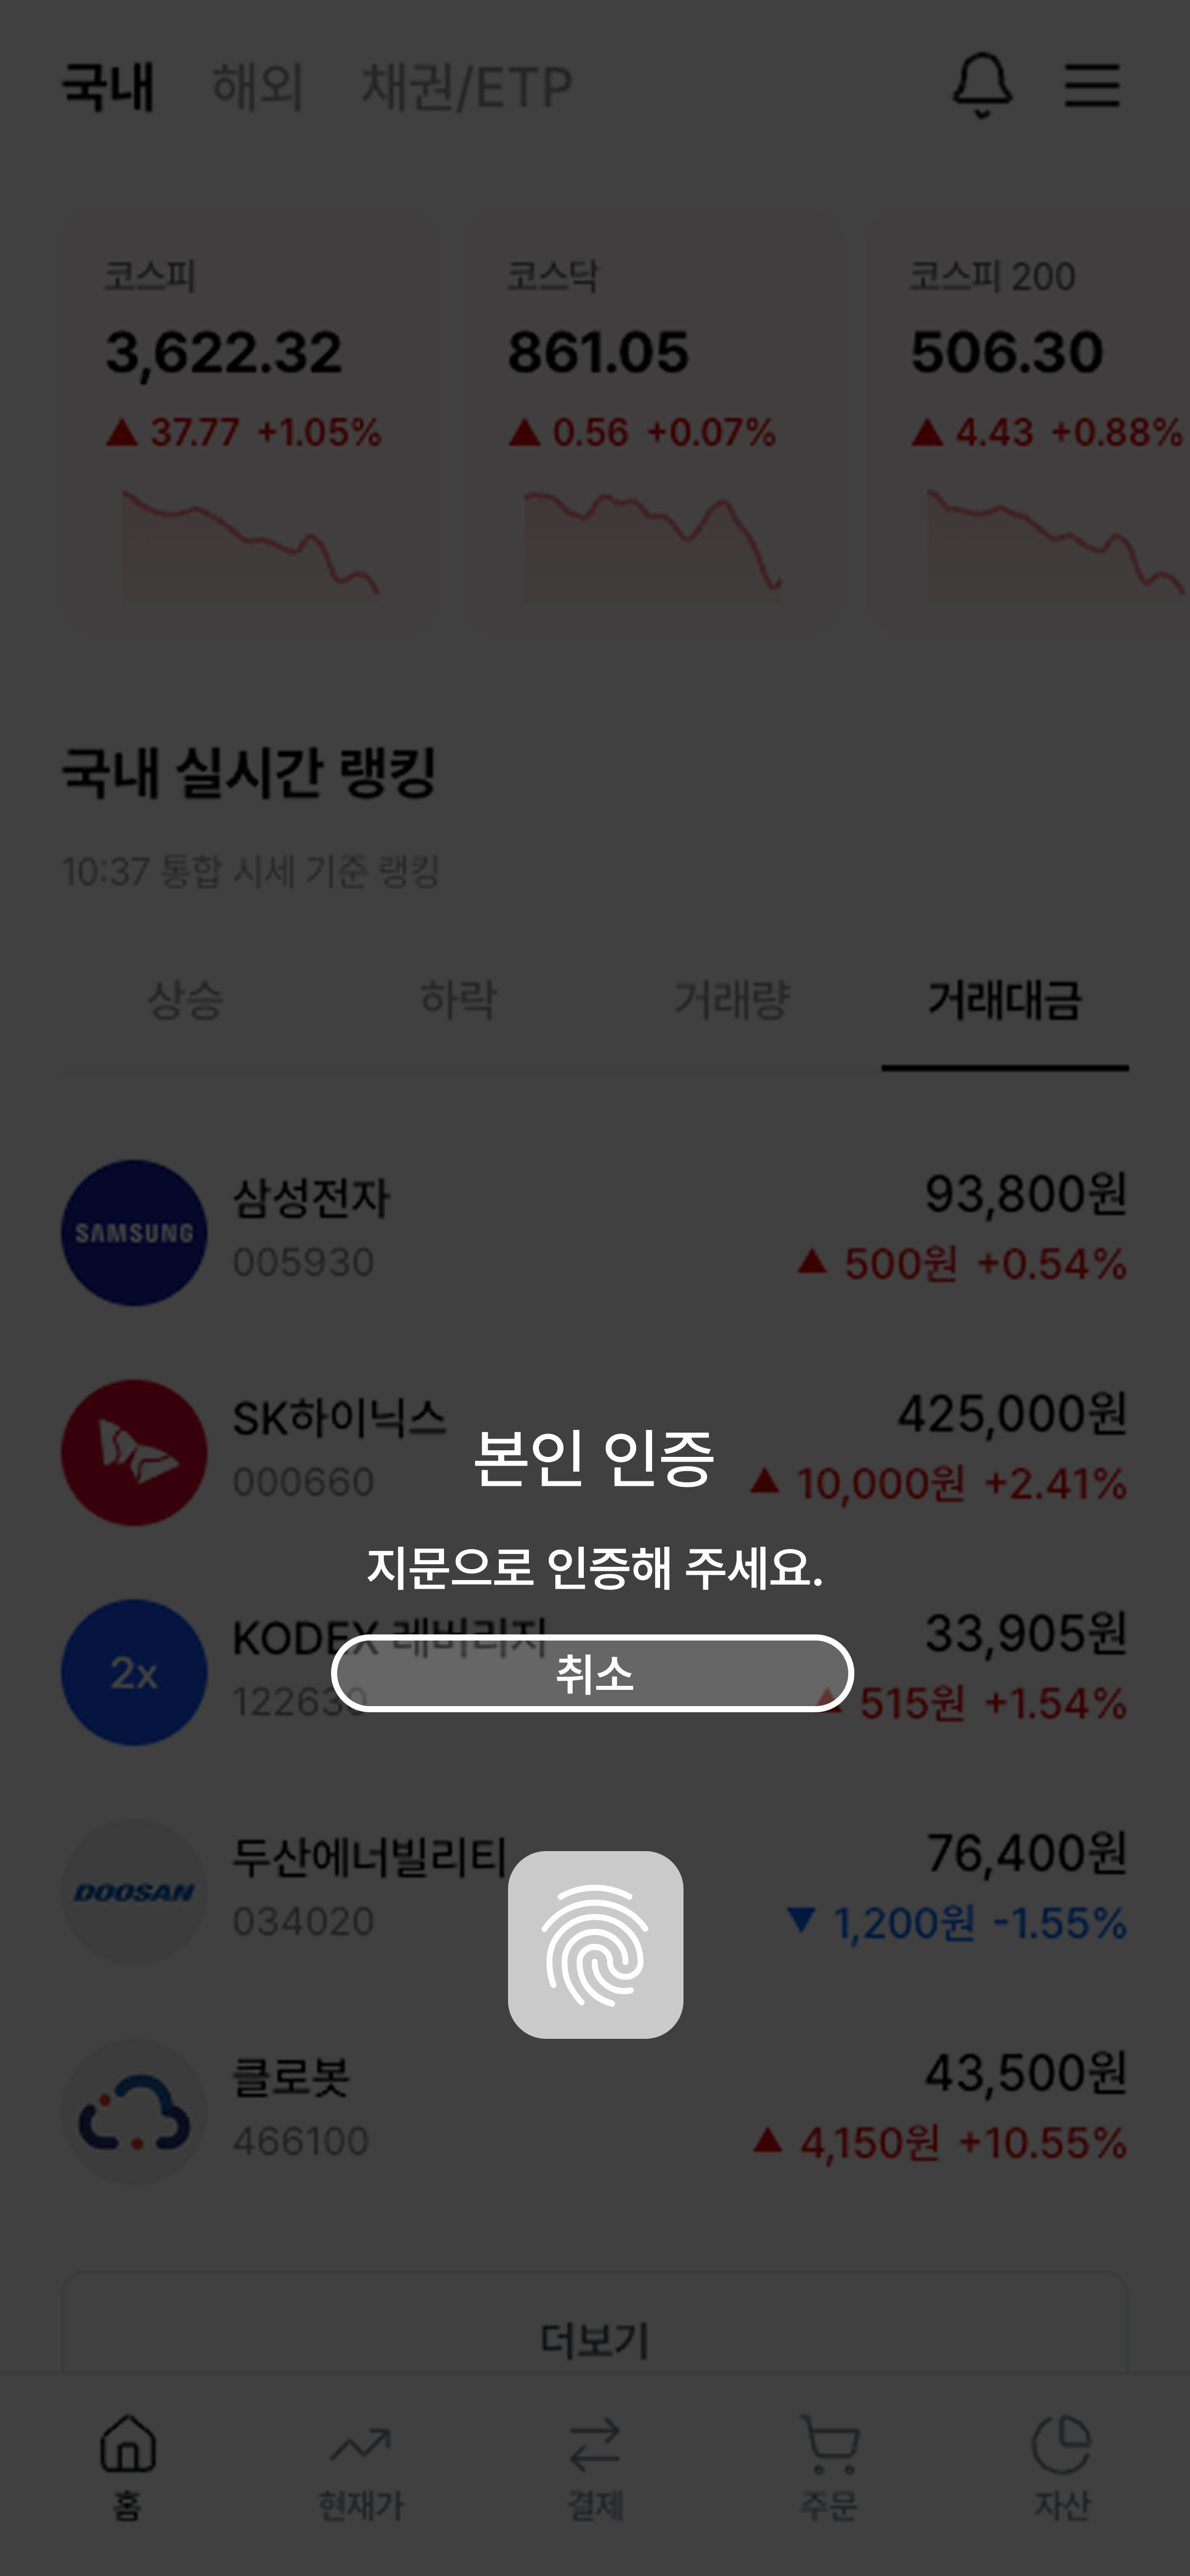 국내 해외 채권/ETP
코스피 코스닥 코스피 200
3,622.32 861.05 506.30
▲ 37.77 +1.05% ▲ 0.56 +0.07% ▲ 4.43 +0.88%
국내 실시간 랭킹
10:37 통합 시세 기준 랭킹
상승 하락 거래량 거래대금
SAMSUNG
삼성전자 93,800원
005930 ▲ 500원 +0.54%
SK하이닉스 425,000원
000660 ▲ 10,000원 +2.41%
본인 인증
지문으로 인증해 주세요.
2x
KODEX 레버리지 33,905원
122630 ▲ 515원 +1.54%
취소
DOOSAN
두산에너빌리티 76,400원
034020 ▼ 1,200원 -1.55%
클로봇 43,500원
466100 ▲ 4,150원 +10.55%
더보기
홈 현재가 결제 주문 자산